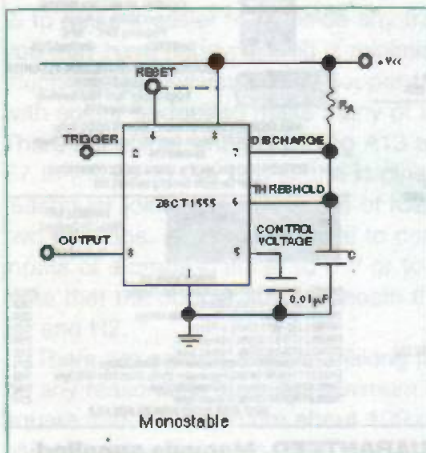 +Vcc
RESET
RA
4
8
TRIGGER
2
7
DISCHARGE
6
THRESHOLD
ZSCT1555
CONTROL
VOLTAGE
OUTPUT
3
5
C
1
0.01µF
Monostable